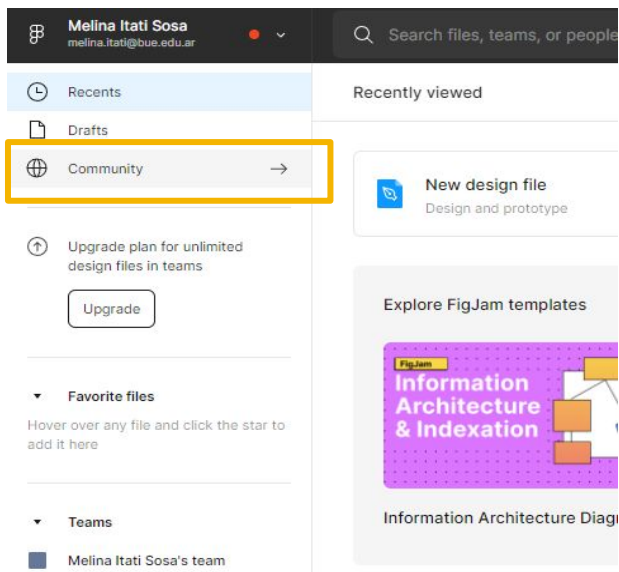 Melina Itati Sosa
melina.itati@bue.edu.ar
Search files, teams, or people
Recents
Drafts
Community
Upgrade plan for unlimited
design files in teams
Upgrade
Favorite files
Hover over any file and click the star to
add it here
Teams
Melina Itati Sosa's team
Recently viewed
New design file
Design and prototype
Explore FigJam templates
FigJam
Information
Architecture
& Indexation
Information Architecture Diagr